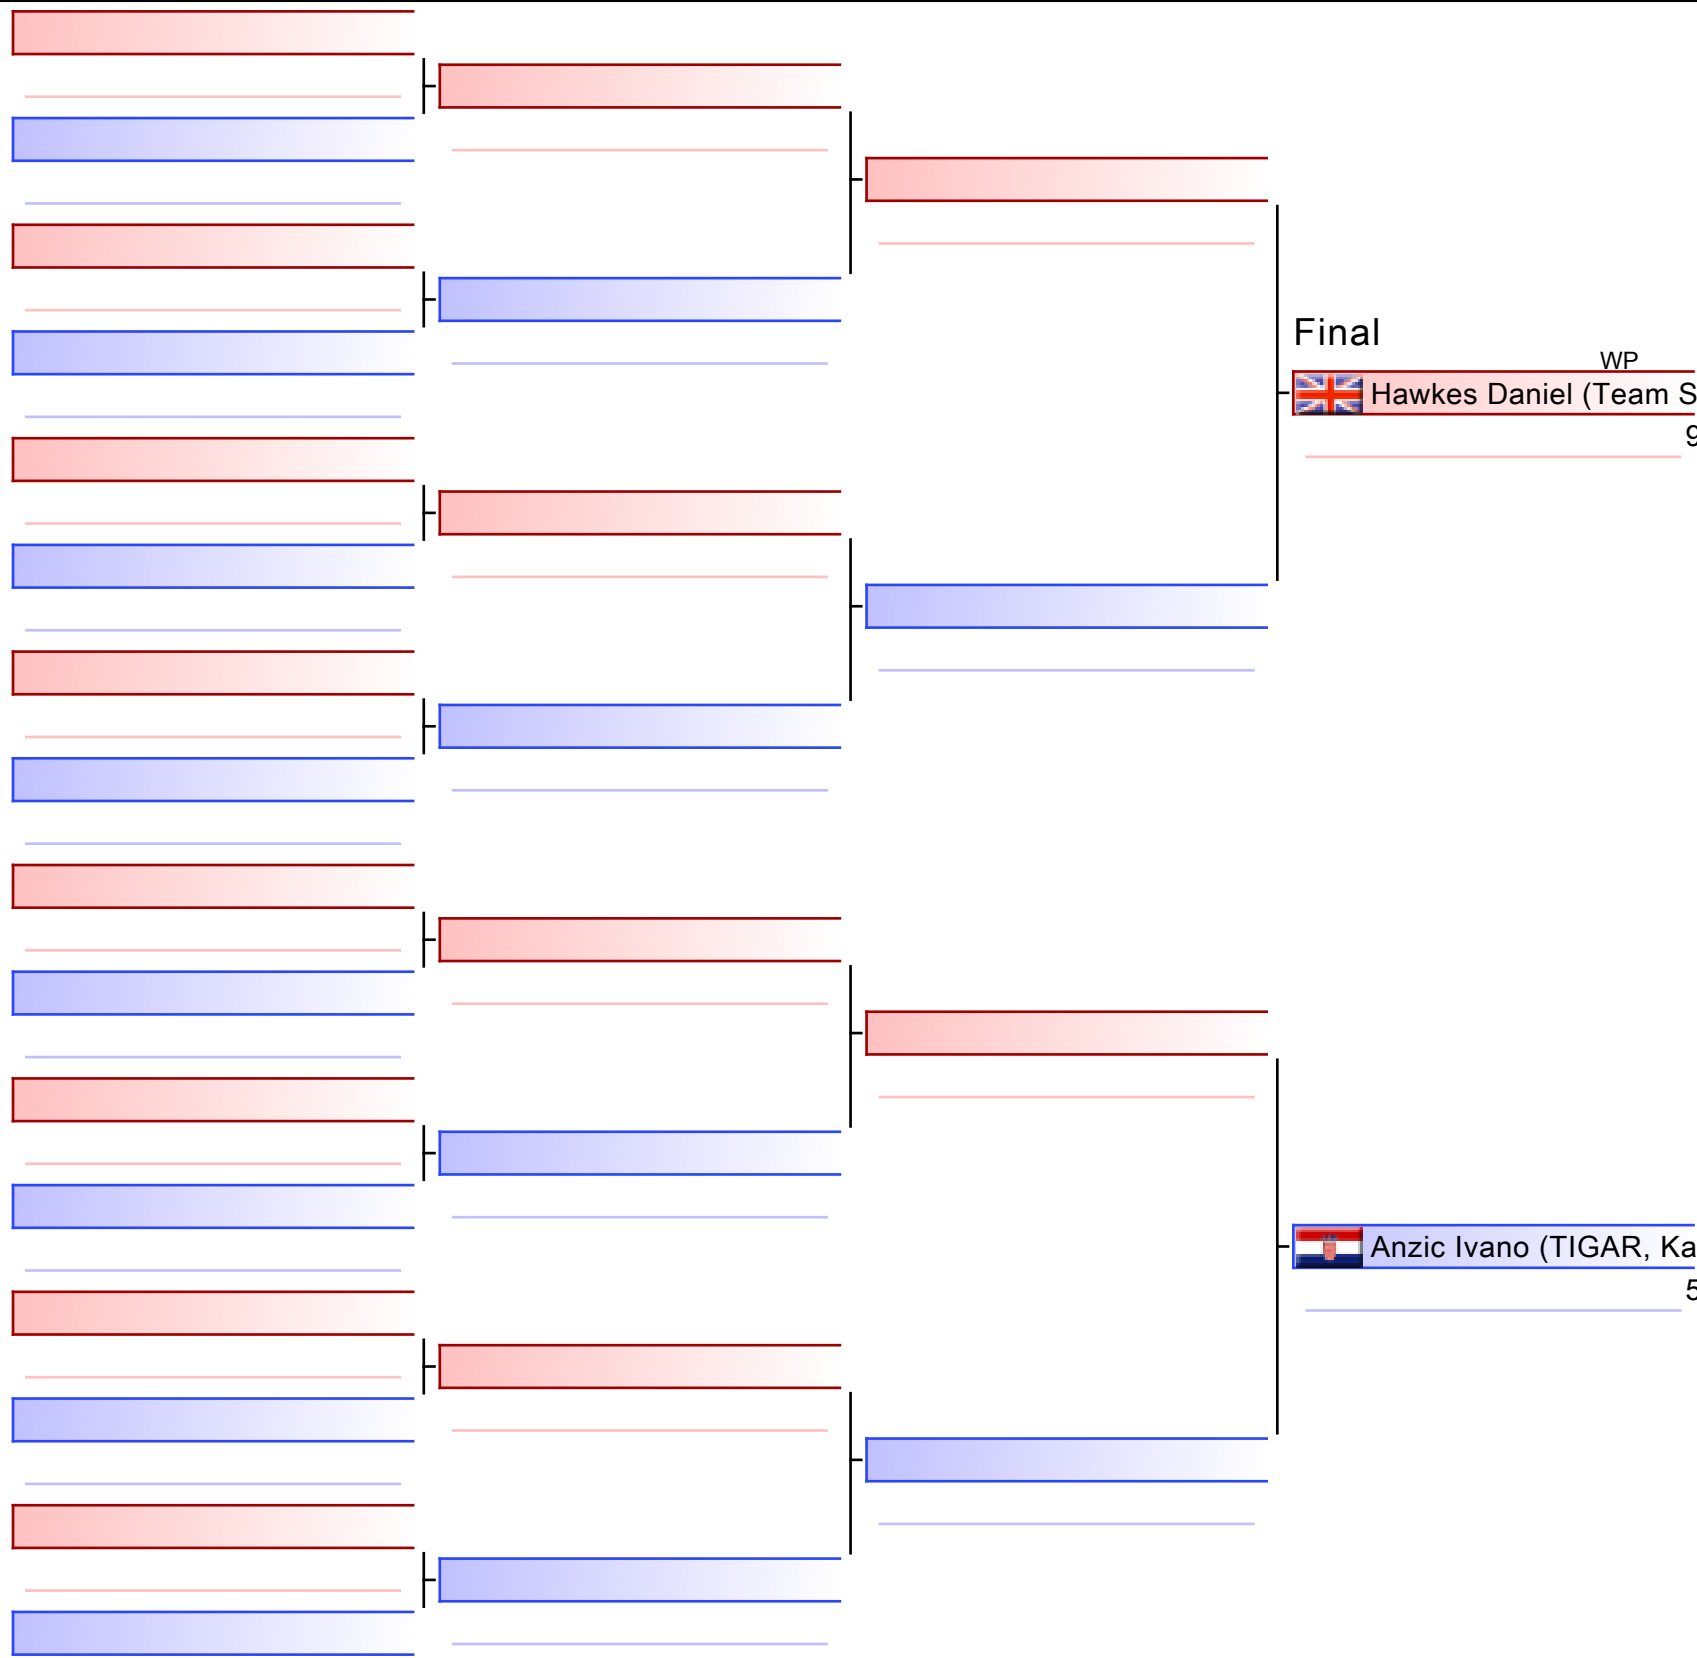 Final
WP
Hawkes Daniel (Team S
9
Anzic Ivano (TIGAR, Ka
5